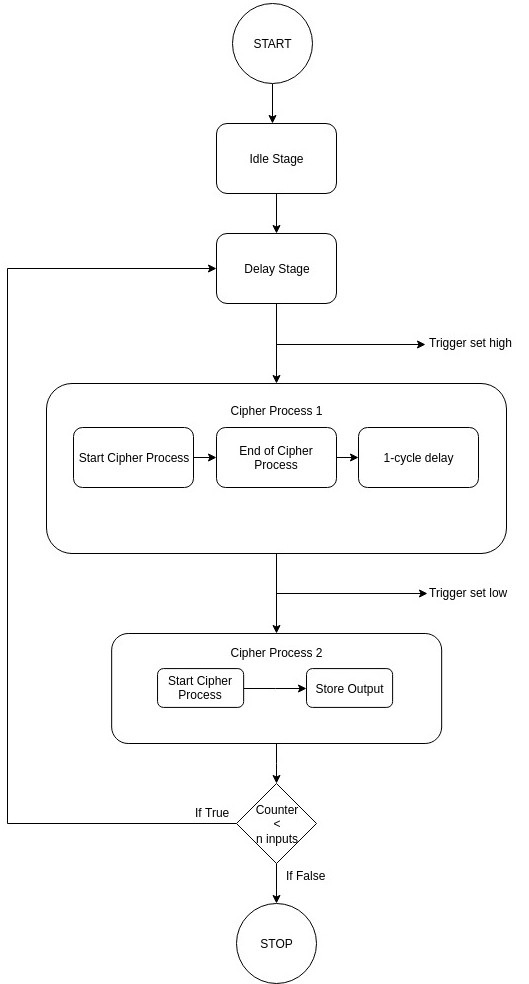 START
Idle Stage
Delay Stage
Trigger set high
Cipher Process 1
Start Cipher Process
End of Cipher
Process
1-cycle delay
Trigger set low
Cipher Process 2
Start Cipher
Process
Store Output
If True
Counter
<
n inputs
If False
STOP